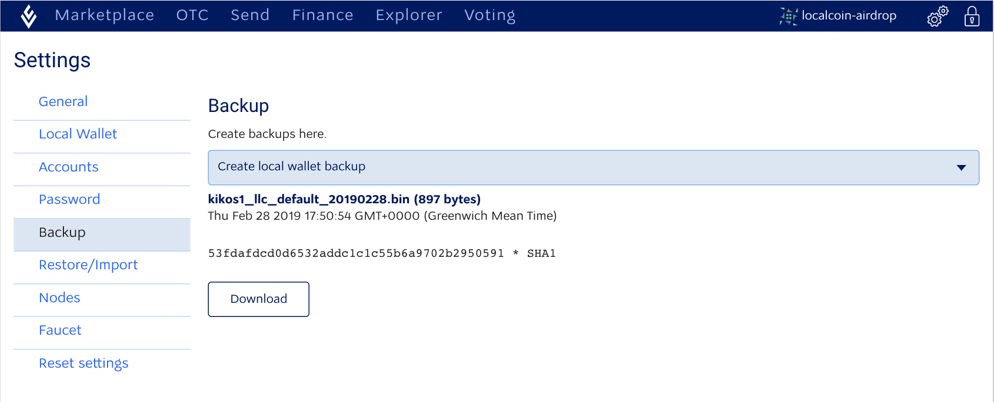 Marketplace OTC Send Finance Explorer Voting localcoin-airdrop
Settings
General
Local Wallet
Accounts
Password
Backup
Restore/Import
Nodes
Faucet
Reset settings
Backup
Create backups here.
Create local wallet backup
kikos1_llc_default_20190228.bin (897 bytes)
Thu Feb 28 2019 17:50:54 GMT+0000 (Greenwich Mean Time)
53fdafdcd0d6532addc1c1c55b6a9702b2950591 * SHA1
Download